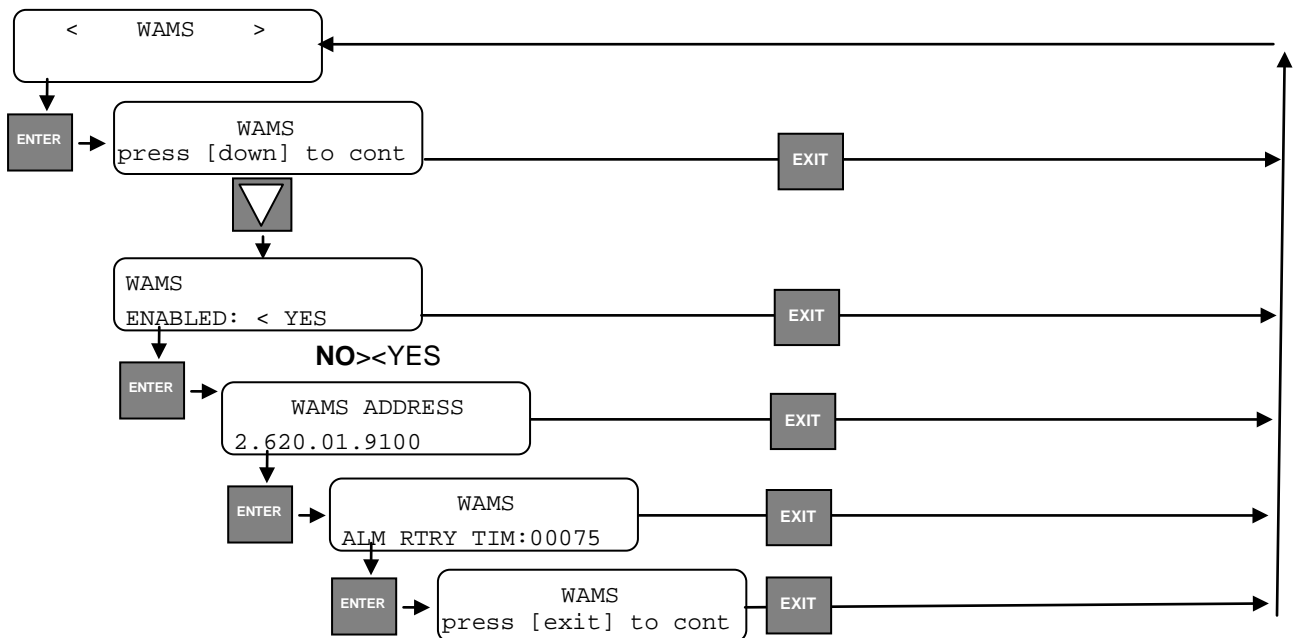 < WAMS >
ENTER
WAMS
press [down] to cont
EXIT
WAMS
ENABLED: < YES
EXIT
NO><YES
ENTER
WAMS ADDRESS
2.620.01.9100
EXIT
ENTER
WAMS
ALM RTRY TIM:00075
EXIT
ENTER
WAMS
press [exit] to cont
EXIT